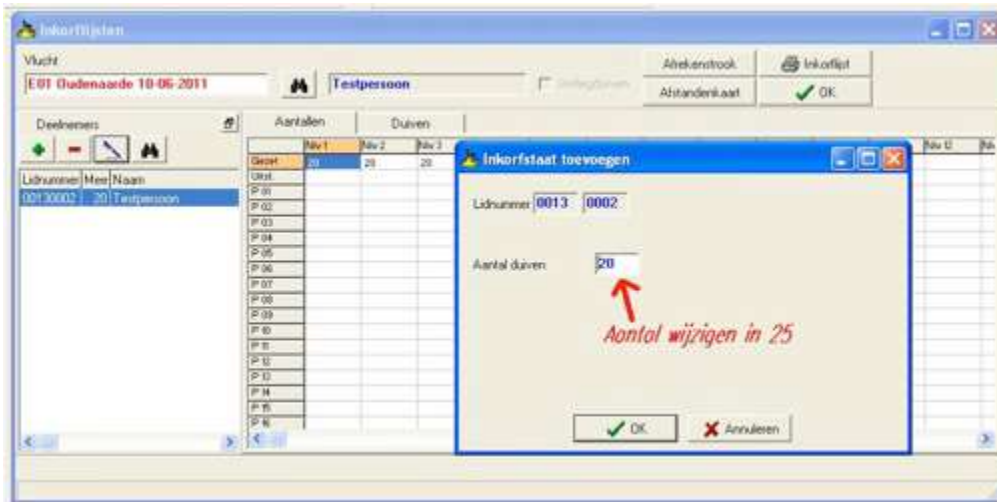 Inkorflijsten
Vlucht
E01 Oudenaarde 10-06-2011
Testpersoon
Afrekenstrook
Inkorflijst
Afstandenkaart
OK
Deelnemers
Aantallen
Duiven
Lidnummer Mee Naam
00130002 20 Testpersoon
Niv 1 Niv 2 Niv 3 Niv 12
Gezet 20 20 20
P 01
P 02
P 03
P 04
P 05
P 06
P 07
P 08
P 09
P 10
P 11
P 12
P 13
P 14
P 15
P 16
Inkorfstaat toevoegen
Lidnummer 0013 0002
Aantal duiven 20
Aantal wijzigen in 25
OK
Annuleren